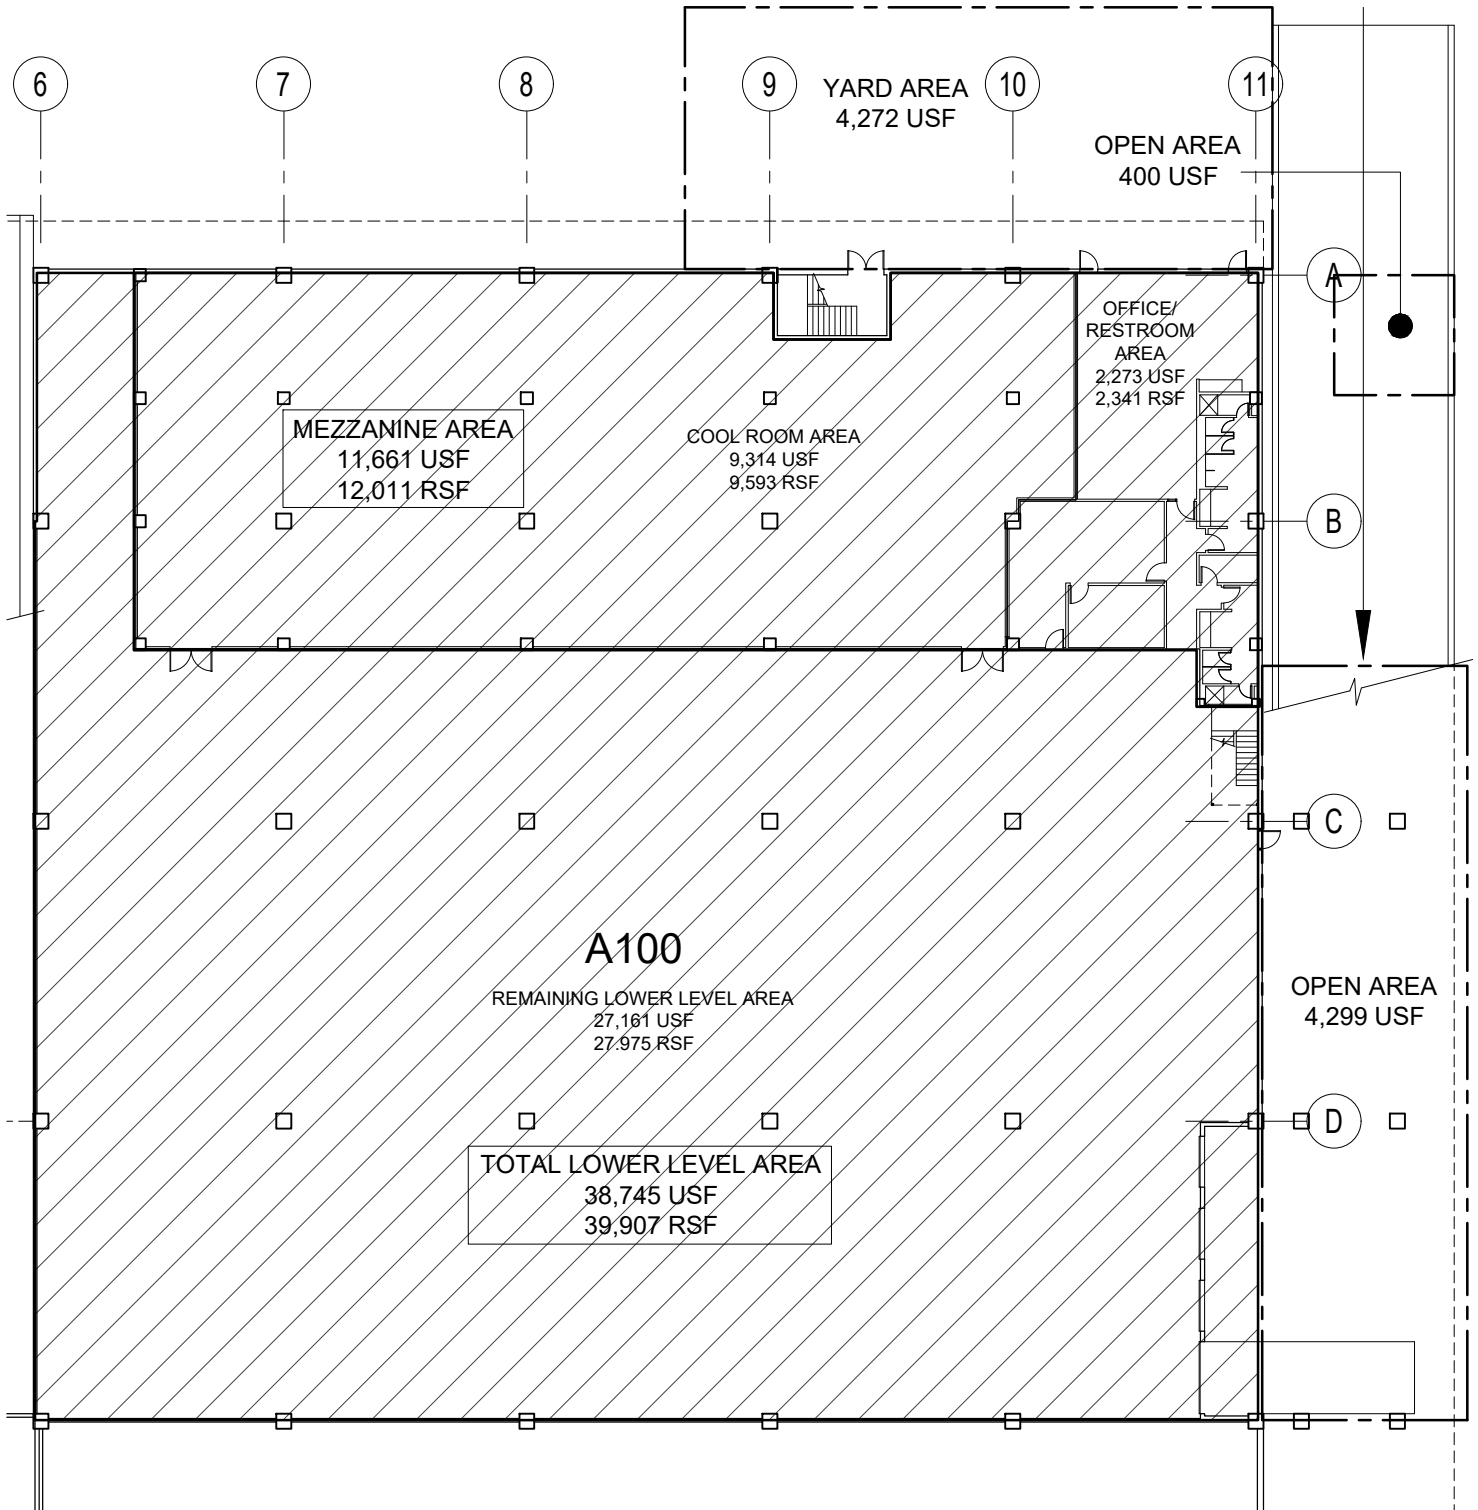 6
7
8
9
10
11
YARD AREA
4,272 USF
OPEN AREA
400 USF
A
OFFICE/
RESTROOM
AREA
2,273 USF
2,341 RSF
MEZZANINE AREA
11,661 USF
12,011 RSF
COOL ROOM AREA
9,314 USF
9,593 RSF
B
C
A100
REMAINING LOWER LEVEL AREA
27,161 USF
27.975 RSF
OPEN AREA
4,299 USF
D
TOTAL LOWER LEVEL AREA
38,745 USF
39,907 RSF